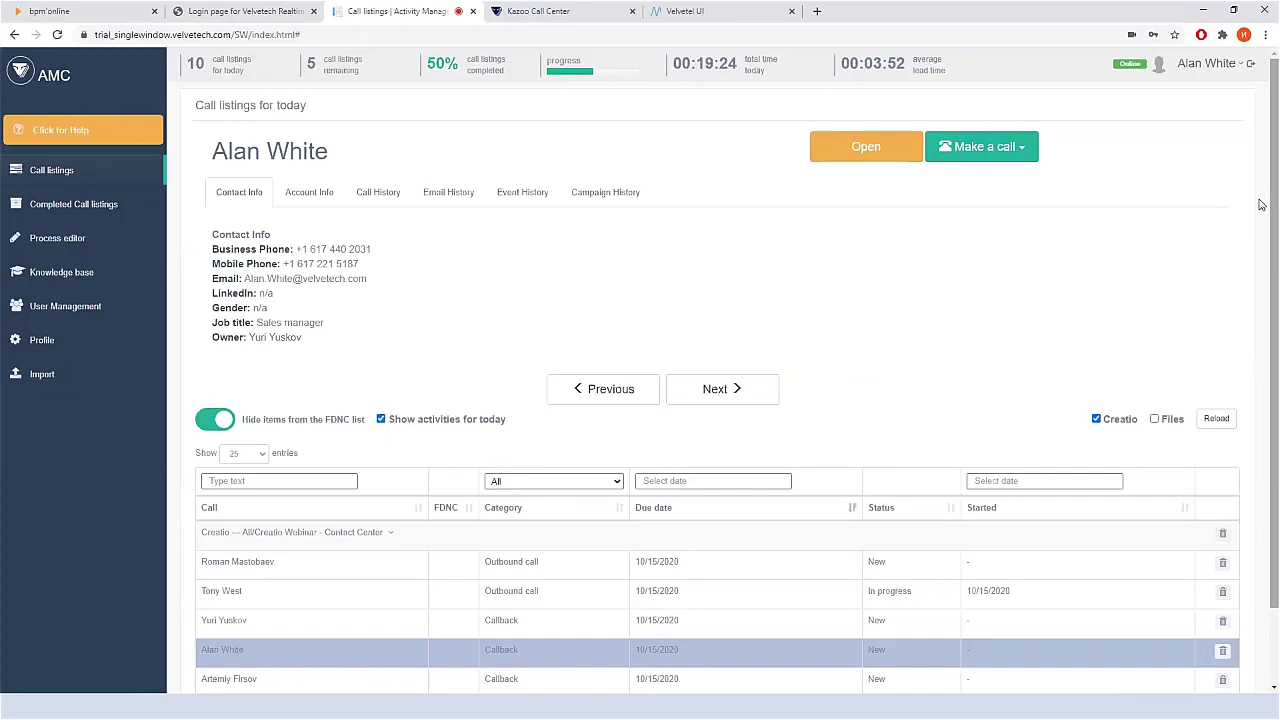 bpm'online
Login page for Velvetech Realtim
Call listings | Activity Manage
Kazoo Call Center
Velvetel UI
trial_singlewindow.velvetech.com/SW/index.html#
AMC
10 call listings for today
5 call listings remaining
50% call listings completed
progress
00:19:24 total time today
00:03:52 average lead time
Online
Alan White
Click for Help
Call listings
Completed Call listings
Process editor
Knowledge base
User Management
Profile
Import
Call listings for today
Alan White
Open
Make a call
Contact Info
Account Info
Call History
Email History
Event History
Campaign History
Contact Info
Business Phone: +1 617 440 2031
Mobile Phone: +1 617 221 5187
Email: Alan.White@velvetech.com
LinkedIn: n/a
Gender: n/a
Job title: Sales manager
Owner: Yuri Yuskov
Previous
Next
Hide items from the FDNC list
Show activities for today
Creatio
Files
Reload
Show 25 entries
Type text
All
Select date
Select date
Call FDNC Category Due date Status Started
Creatio --- All/Creatio Webinar - Contact Center
Roman Mastobaev Outbound call 10/15/2020 New -
Tony West Outbound call 10/15/2020 In progress 10/15/2020
Yuri Yuskov Callback 10/15/2020 New -
Alan White Callback 10/15/2020 New -
Artemiy Firsov Callback 10/15/2020 New -